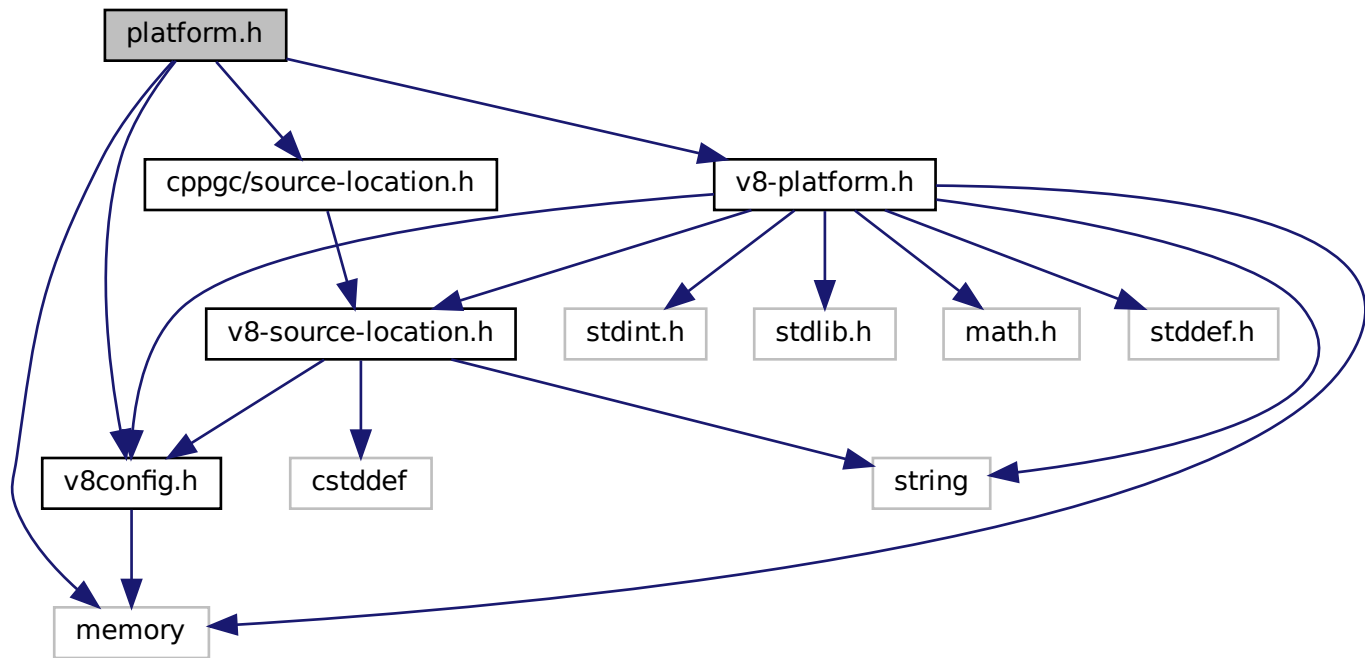 platform.h
cppgc/source-location.h
v8-platform.h
v8-source-location.h
stdint.h
stdlib.h
math.h
stddef.h
v8config.h
cstddef
string
memory